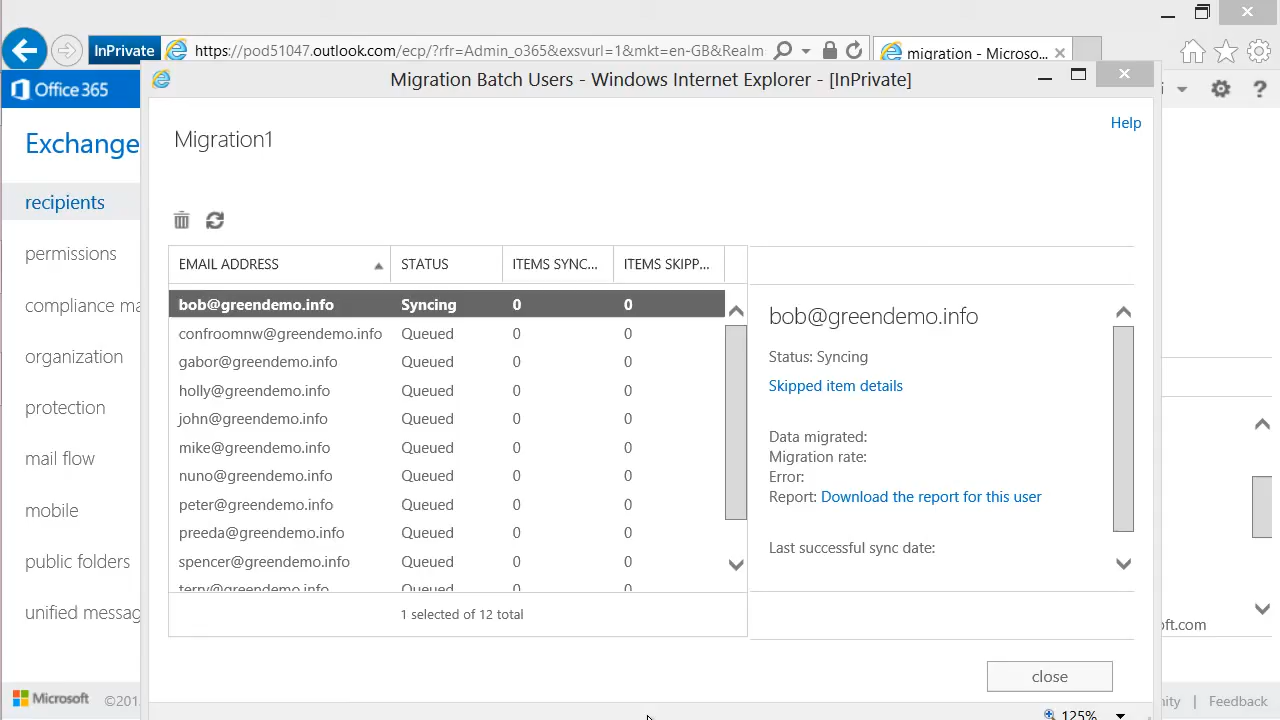 InPrivate
https://pod51047.outlook.com/ecp/?rfr=Admin_o365&exsvurl=1&mkt=en-GB&Realm
migration - Microso...
Migration Batch Users - Windows Internet Explorer - [InPrivate]
Office 365
?
Help
Exchange
Migration1
recipients
permissions
compliance ma
organization
protection
mail flow
mobile
public folders
unified messag
EMAIL ADDRESS STATUS ITEMS SYNC... ITEMS SKIPP...
bob@greendemo.info Syncing 0 0
confroomnw@greendemo.info Queued 0 0
gabor@greendemo.info Queued 0 0
holly@greendemo.info Queued 0 0
john@greendemo.info Queued 0 0
mike@greendemo.info Queued 0 0
nuno@greendemo.info Queued 0 0
peter@greendemo.info Queued 0 0
preeda@greendemo.info Queued 0 0
spencer@greendemo.info Queued 0 0
terry@greendemo.info Queued 0 0
1 selected of 12 total
bob@greendemo.info
Status: Syncing
Skipped item details
Data migrated:
Migration rate:
Error:
Report: Download the report for this user
Last successful sync date:
oft.com
close
Microsoft ©201
nity | Feedback
125%